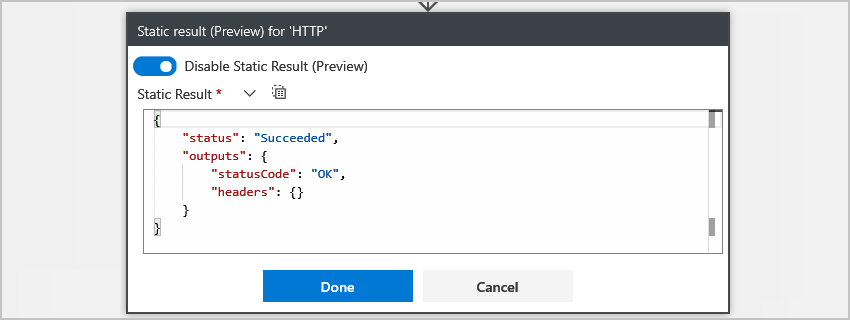 Static result (Preview) for 'HTTP'
Disable Static Result (Preview)
Static Result *
{
"status": "Succeeded",
"outputs": {
"statusCode": "OK",
"headers": {}
}
}
Done Cancel